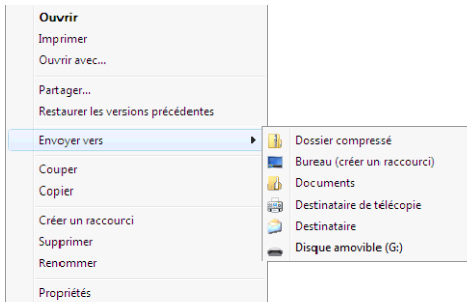 Ouvrir
Imprimer
Ouvrir avec...
Partager...
Restaurer les versions précédentes
Envoyer vers
Couper
Copier
Créer un raccourci
Supprimer
Renommer
Propriétés
Dossier compressé
Bureau (créer un raccourci)
Documents
Destinataire de télécopie
Destinataire
Disque amovible (G:)